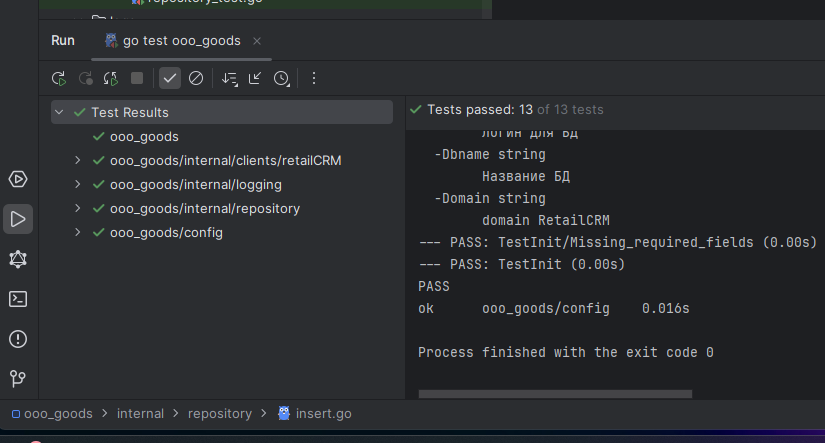 repository_test.go
Run
go test ooo_goods
Tests passed: 13 of 13 tests
Test Results
ooo_goods
ooo_goods/internal/clients/retailCRM
ooo_goods/internal/logging
ooo_goods/internal/repository
ooo_goods/config
логин для БД
-Dbname string
Название БД
-Domain string
domain RetailCRM
--- PASS: TestInit/Missing_required_fields (0.00s)
--- PASS: TestInit (0.00s)
PASS
ok ooo_goods/config 0.016s
Process finished with the exit code 0
ooo_goods > internal > repository > insert.go